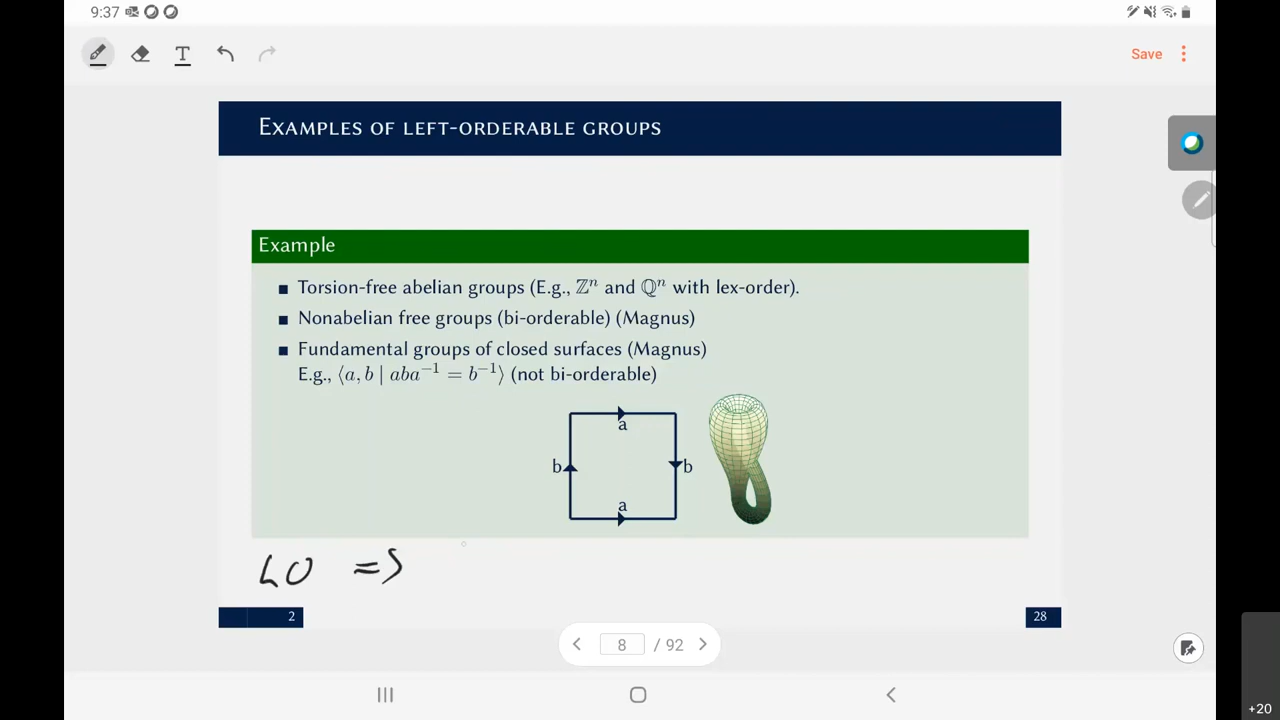 9:37
T
Save
EXAMPLES OF LEFT-ORDERABLE GROUPS
Example
Torsion-free abelian groups (E.g., ℤⁿ and ℚⁿ with lex-order).
Nonabelian free groups (bi-orderable) (Magnus)
Fundamental groups of closed surfaces (Magnus)
E.g., ⟨a, b | aba⁻¹ = b⁻¹⟩ (not bi-orderable)
a
b
b
a
LO =>
2
28
8 / 92
+20